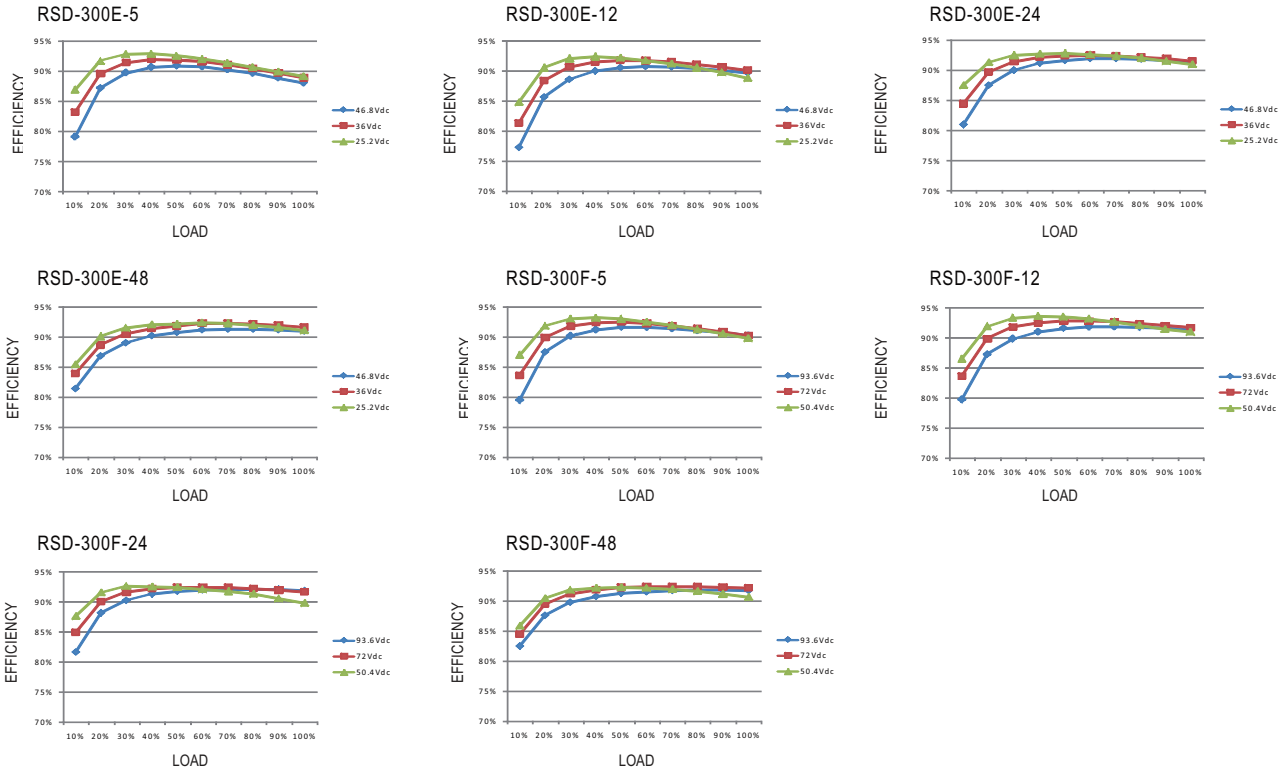 RSD-300E-5
95%
90%
85%
80%
75%
70%
EFFICIENCY
10% 20% 30% 40% 50% 60% 70% 80% 90% 100%
LOAD
46.8Vdc
36Vdc
25.2Vdc
RSD-300E-12
95%
90%
85%
80%
75%
70%
EFFICIENCY
10% 20% 30% 40% 50% 60% 70% 80% 90% 100%
LOAD
46.8Vdc
36Vdc
25.2Vdc
RSD-300E-24
95%
90%
85%
80%
75%
70%
EFFICIENCY
10% 20% 30% 40% 50% 60% 70% 80% 90% 100%
LOAD
46.8Vdc
36Vdc
25.2Vdc
RSD-300E-48
95%
90%
85%
80%
75%
70%
EFFICIENCY
10% 20% 30% 40% 50% 60% 70% 80% 90% 100%
LOAD
46.8Vdc
36Vdc
25.2Vdc
RSD-300F-5
95%
90%
85%
80%
75%
70%
EFFICIENCY
10% 20% 30% 40% 50% 60% 70% 80% 90% 100%
LOAD
93.6Vdc
72Vdc
50.4Vdc
RSD-300F-12
95%
90%
85%
80%
75%
70%
EFFICIENCY
10% 20% 30% 40% 50% 60% 70% 80% 90% 100%
LOAD
93.6Vdc
72Vdc
50.4Vdc
RSD-300F-24
95%
90%
85%
80%
75%
70%
EFFICIENCY
10% 20% 30% 40% 50% 60% 70% 80% 90% 100%
LOAD
93.6Vdc
72Vdc
50.4Vdc
RSD-300F-48
95%
90%
85%
80%
75%
70%
EFFICIENCY
10% 20% 30% 40% 50% 60% 70% 80% 90% 100%
LOAD
93.6Vdc
72Vdc
50.4Vdc